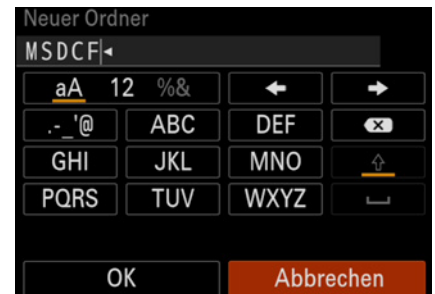 Neuer Ordner
MSDCF
aA 12 %&
.-_'@ ABC DEF
GHI JKL MNO
PQRS TUV WXYZ
OK Abbrechen